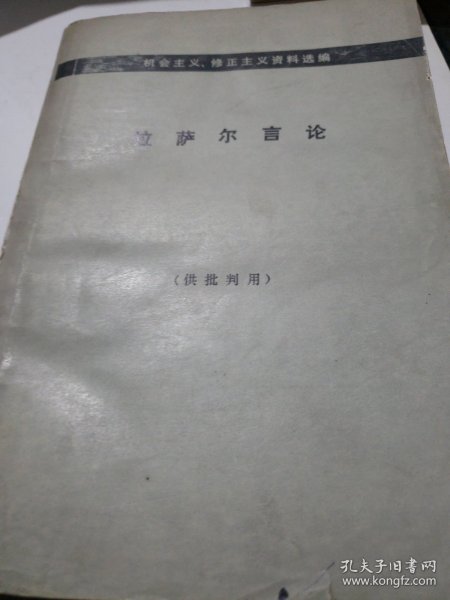 机会主义、修正主义资料选编
拉萨尔言论
（供批判用）
孔夫子旧书网
www.kongfz.com